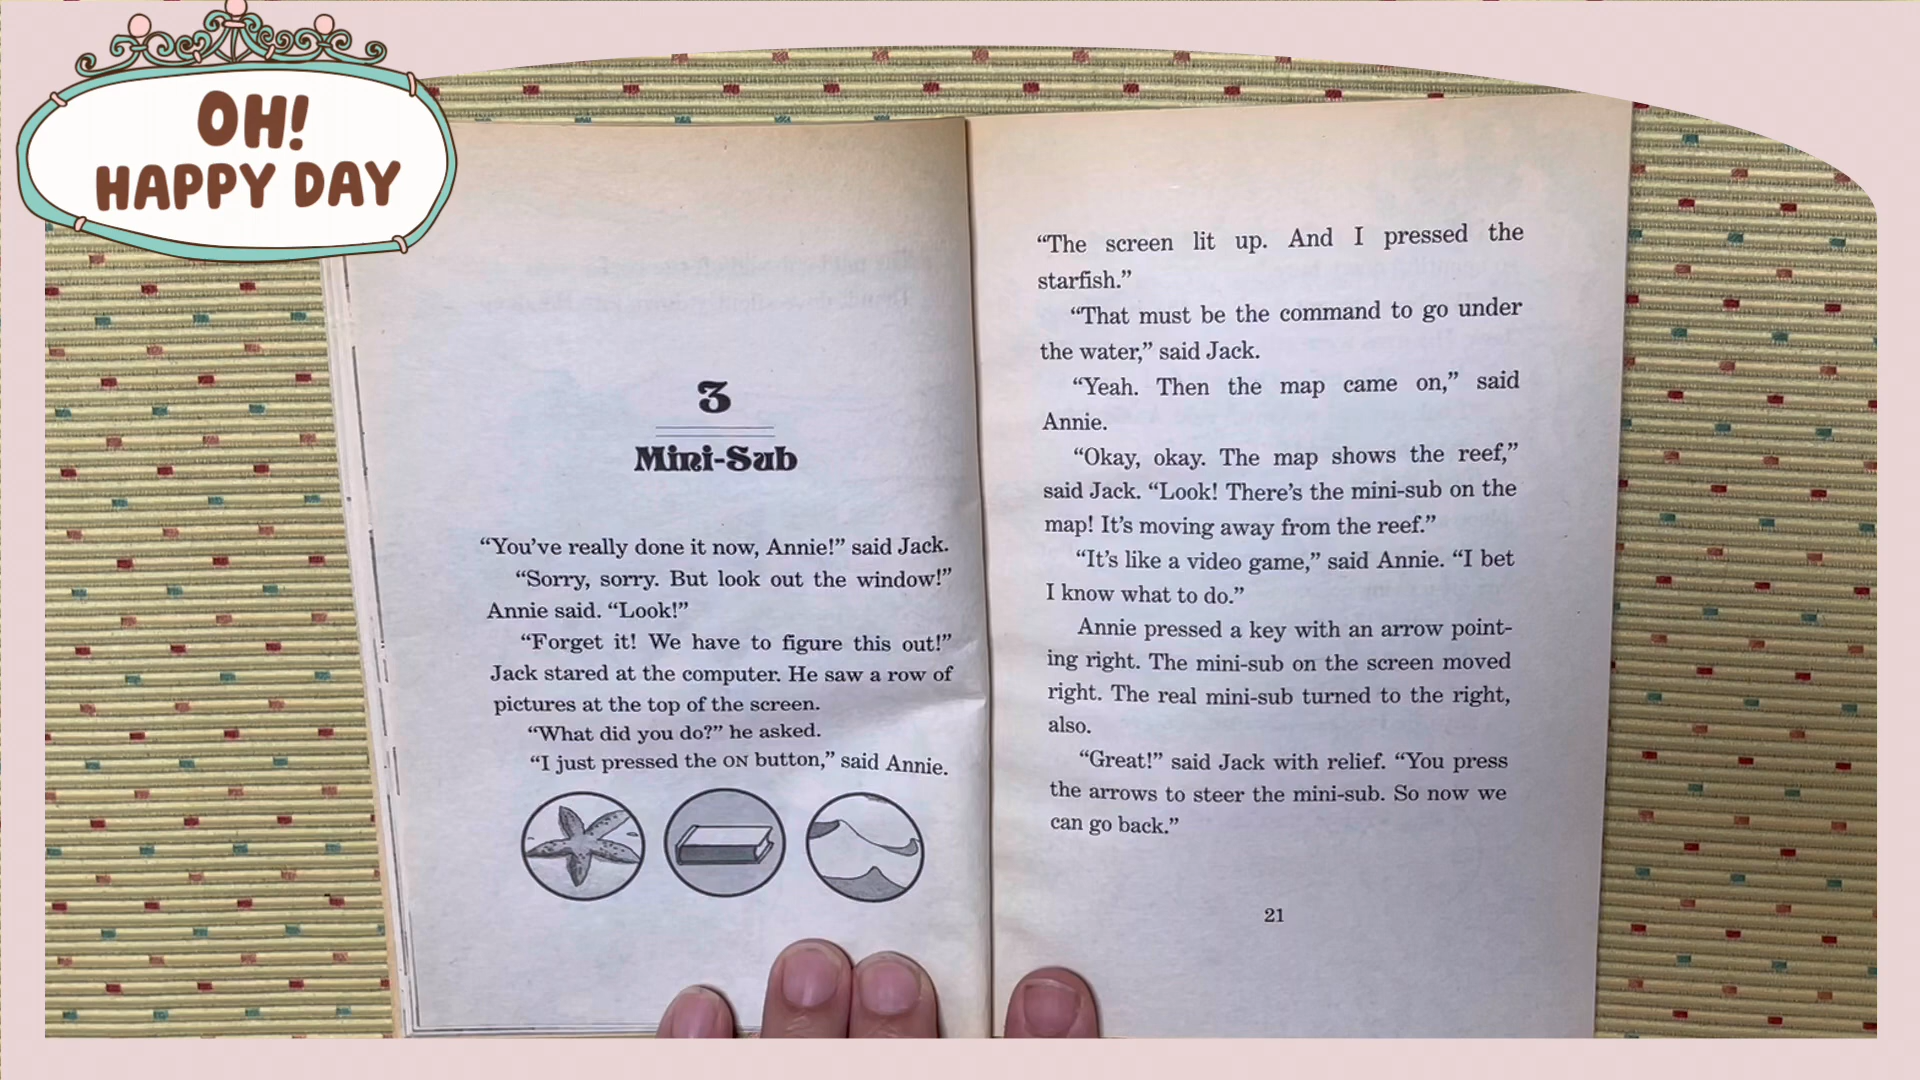 OH!
HAPPY DAY
3
Mini-Sub
“You’ve really done it now, Annie!” said Jack.
“Sorry, sorry. But look out the window!”
Annie said. “Look!”
“Forget it! We have to figure this out!”
Jack stared at the computer. He saw a row of
pictures at the top of the screen.
“What did you do?” he asked.
“I just pressed the ON button,” said Annie.
“The screen lit up. And I pressed the
starfish.”
“That must be the command to go under
the water,” said Jack.
“Yeah. Then the map came on,” said
Annie.
“Okay, okay. The map shows the reef,”
said Jack. “Look! There’s the mini-sub on the
map! It’s moving away from the reef.”
“It’s like a video game,” said Annie. “I bet
I know what to do.”
Annie pressed a key with an arrow point-
ing right. The mini-sub on the screen moved
right. The real mini-sub turned to the right,
also.
“Great!” said Jack with relief. “You press
the arrows to steer the mini-sub. So now we
can go back.”
21